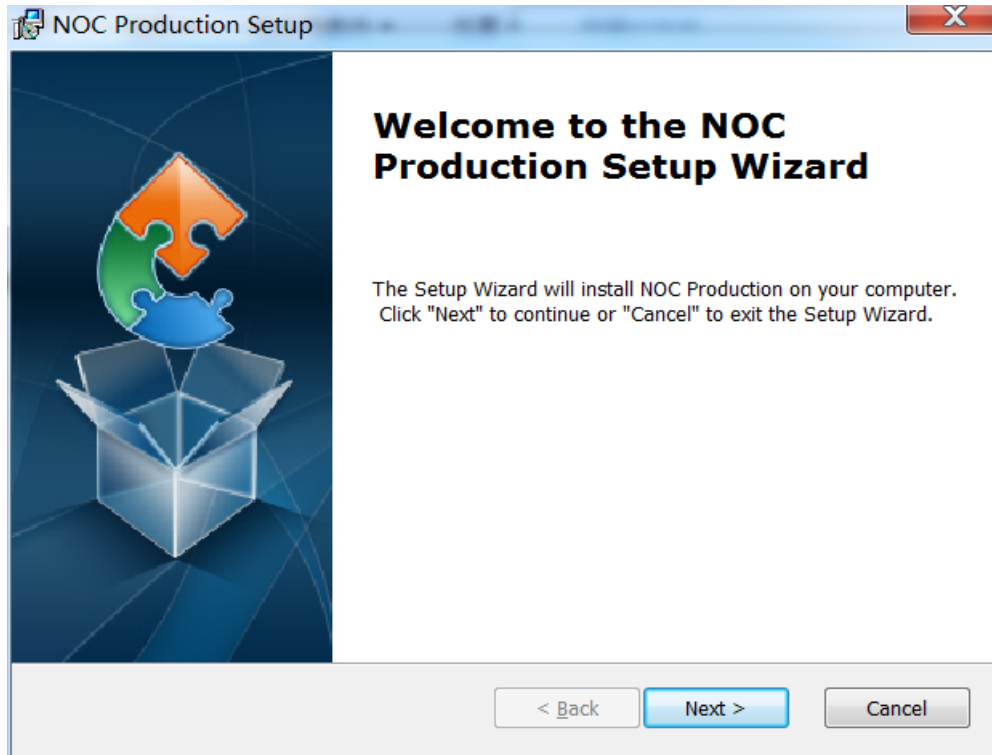 NOC Production Setup
Welcome to the NOC
Production Setup Wizard
The Setup Wizard will install NOC Production on your computer.
Click "Next" to continue or "Cancel" to exit the Setup Wizard.
< Back
Next >
Cancel